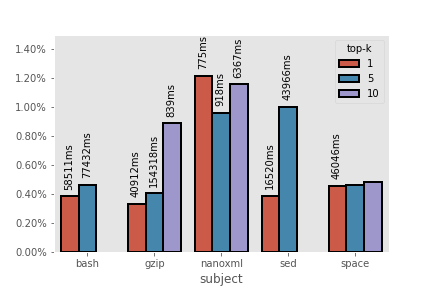 1.40%
1.20%
1.00%
0.80%
0.60%
0.40%
0.20%
0.00%
58511ms
77432ms
40912ms
154318ms
839ms
775ms
918ms
6367ms
16520ms
43966ms
46046ms
top-k
1
5
10
bash gzip nanoxml sed space
subject